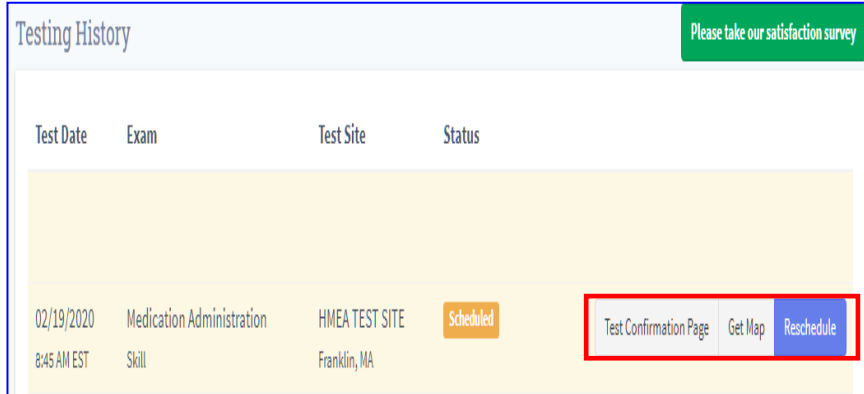 Testing History
Please take our satisfaction survey
Test Date Exam Test Site Status
02/19/2020 Medication Administration HMEA TEST SITE Scheduled Test Confirmation Page Get Map Reschedule
8:45 AM EST Skill Franklin, MA